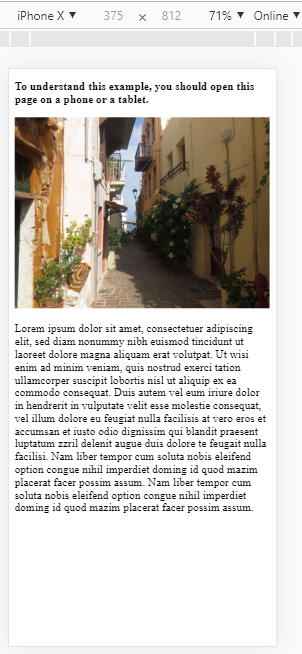 iPhone X ▼ 375 × 812 71% ▼ Online ▼
To understand this example, you should open this
page on a phone or a tablet.
Lorem ipsum dolor sit amet, consectetuer adipiscing
elit, sed diam nonummy nibh euismod tincidunt ut
laoreet dolore magna aliquam erat volutpat. Ut wisi
enim ad minim veniam, quis nostrud exerci tation
ullamcorper suscipit lobortis nisl ut aliquip ex ea
commodo consequat. Duis autem vel eum iriure dolor
in hendrerit in vulputate velit esse molestie consequat,
vel illum dolore eu feugiat nulla facilisis at vero eros et
accumsan et iusto odio dignissim qui blandit praesent
luptatum zzril delenit augue duis dolore te feugait nulla
facilisi. Nam liber tempor cum soluta nobis eleifend
option congue nihil imperdiet doming id quod mazim
placerat facer possim assum. Nam liber tempor cum
soluta nobis eleifend option congue nihil imperdiet
doming id quod mazim placerat facer possim assum.